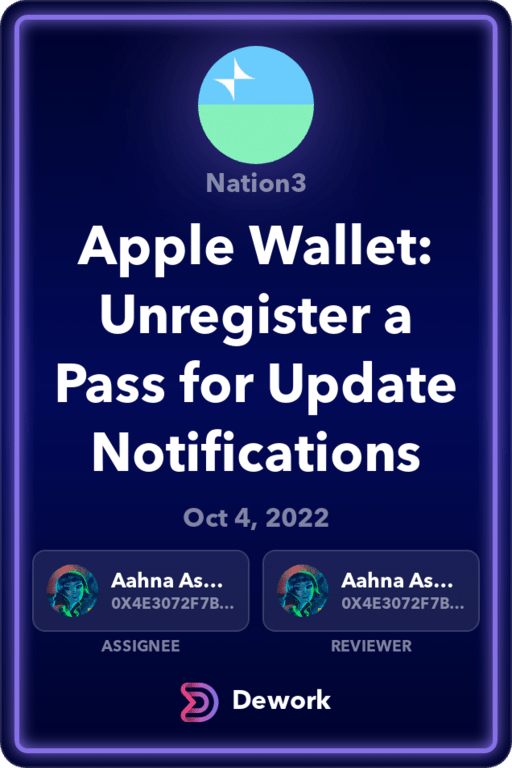 Nation3
Apple Wallet:
Unregister a
Pass for Update
Notifications
Oct 4, 2022
Aahna As...
0X4E3072F7B...
ASSIGNEE
Aahna As...
0X4E3072F7B...
REVIEWER
Dework